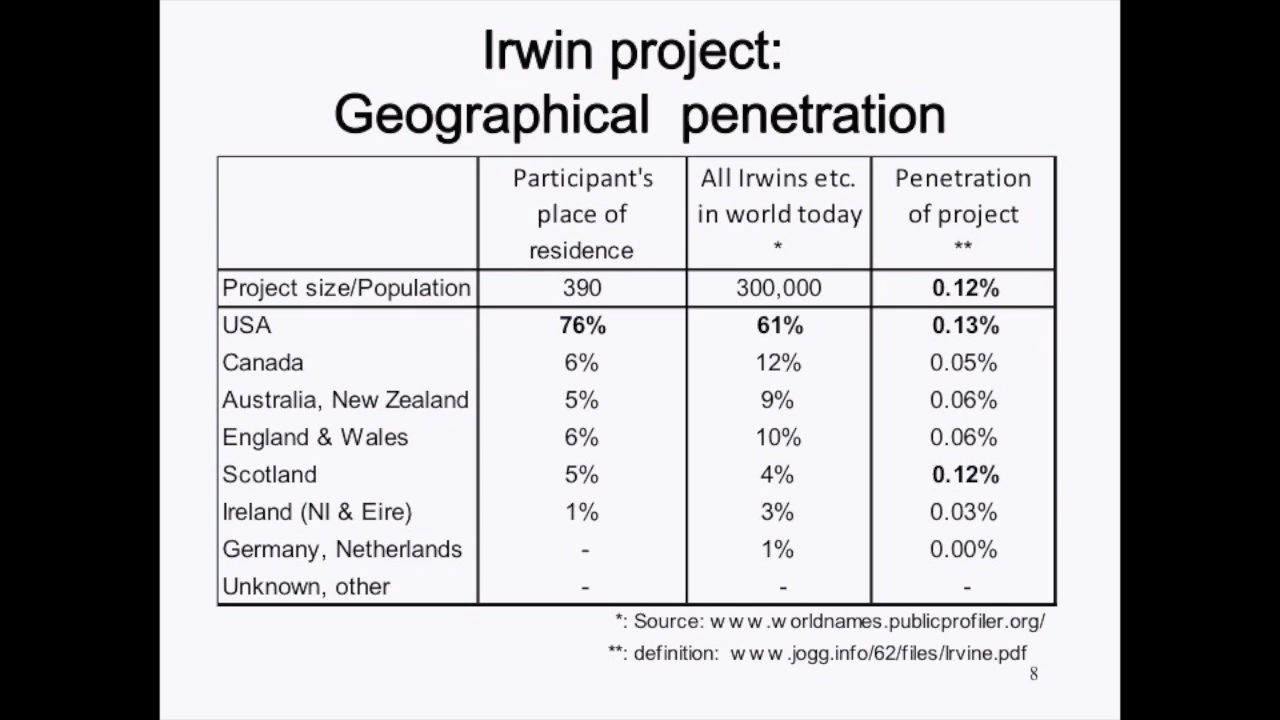 Irwin project:
Geographical penetration
Participant's place of residence | All Irwins etc. in world today * | Penetration of project **
Project size/Population 390 300,000 0.12%
USA 76% 61% 0.13%
Canada 6% 12% 0.05%
Australia, New Zealand 5% 9% 0.06%
England & Wales 6% 10% 0.06%
Scotland 5% 4% 0.12%
Ireland (NI & Eire) 1% 3% 0.03%
Germany, Netherlands - 1% 0.00%
Unknown, other - - -
*: Source: www.worldnames.publicprofiler.org/
**: definition: www.jogg.info/62/files/Irvine.pdf
8